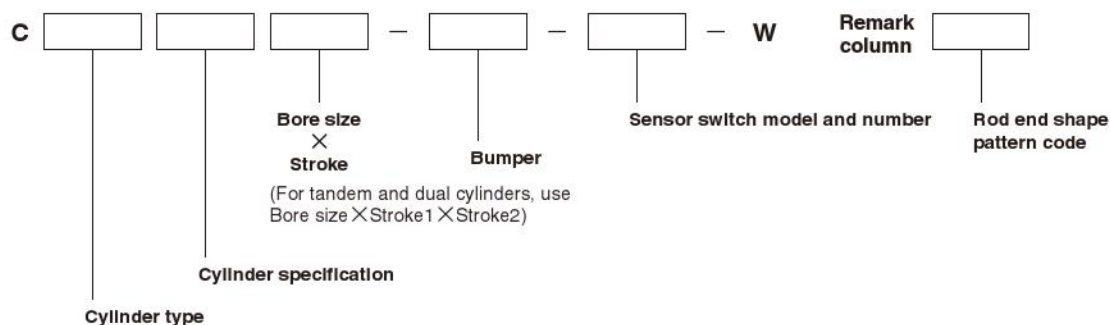 C — — — W Remark
column
Bore size
×
Stroke
(For tandem and dual cylinders, use
Bore size×Stroke1×Stroke2)
Bumper
Sensor switch model and number
Rod end shape
pattern code
Cylinder specification
Cylinder type